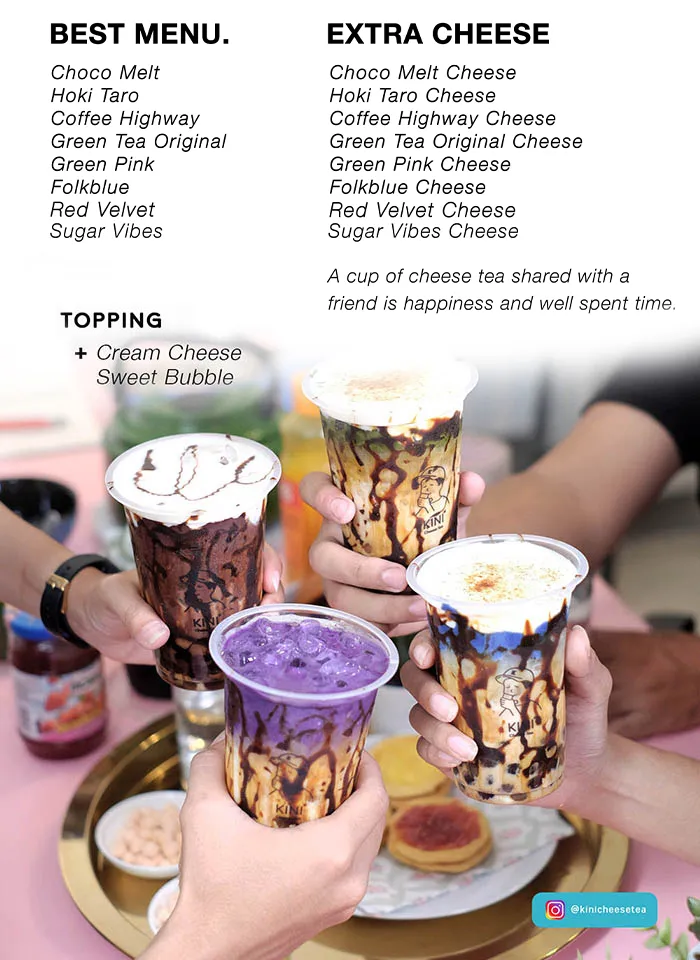 BEST MENU.
Choco Melt
Hoki Taro
Coffee Highway
Green Tea Original
Green Pink
Folkblue
Red Velvet
Sugar Vibes
EXTRA CHEESE
Choco Melt Cheese
Hoki Taro Cheese
Coffee Highway Cheese
Green Tea Original Cheese
Green Pink Cheese
Folkblue Cheese
Red Velvet Cheese
Sugar Vibes Cheese
A cup of cheese tea shared with a
friend is happiness and well spent time.
TOPPING
+ Cream Cheese
Sweet Bubble
KINI
KINI
KINI
KINI
@kinicheesetea